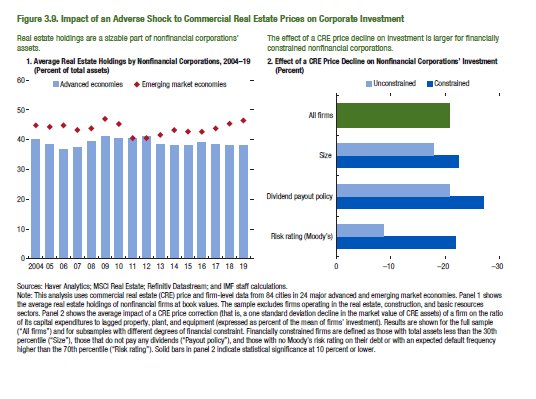 Figure 3.9. Impact of an Adverse Shock to Commercial Real Estate Prices on Corporate Investment
Real estate holdings are a sizable part of nonfinancial corporations'
assets.
1. Average Real Estate Holdings by Nonfinancial Corporations, 2004–19
(Percent of total assets)
Advanced economies
Emerging market economies
60
50
40
30
20
10
0
2004 05 06 07 08 09 10 11 12 13 14 15 16 17 18 19
The effect of a CRE price decline on investment is larger for financially
constrained nonfinancial corporations.
2. Effect of a CRE Price Decline on Nonfinancial Corporations' Investment
(Percent)
Unconstrained
Constrained
All firms
Size
Dividend payout policy
Risk rating (Moody's)
0 –10 –20 –30
Sources: Haver Analytics; MSCI Real Estate; Refinitiv Datastream; and IMF staff calculations.
Note: This analysis uses commercial real estate (CRE) price and firm-level data from 84 cities in 24 major advanced and emerging market economies. Panel 1 shows
the average real estate holdings of nonfinancial firms at book values. The sample excludes firms operating in the real estate, construction, and basic resources
sectors. Panel 2 shows the average impact of a CRE price correction (that is, a one standard deviation decline in the market value of CRE assets) of a firm on the ratio
of its capital expenditures to lagged property, plant, and equipment (expressed as percent of the mean of firms' investment). Results are shown for the full sample
("All firms") and for subsamples with different degrees of financial constraint. Financially constrained firms are defined as those with total assets less than the 30th
percentile ("Size"), those that do not pay any dividends ("Payout policy"), and those with no Moody's risk rating on their debt or with an expected default frequency
higher than the 70th percentile ("Risk rating"). Solid bars in panel 2 indicate statistical significance at 10 percent or lower.